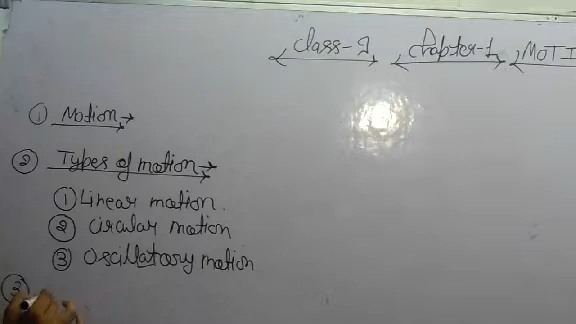 Class-9 Chapter-1 MOTI
① Motion→
② Types of motion→
① Linear motion.
② Circular motion
③ Oscillatory motion
③